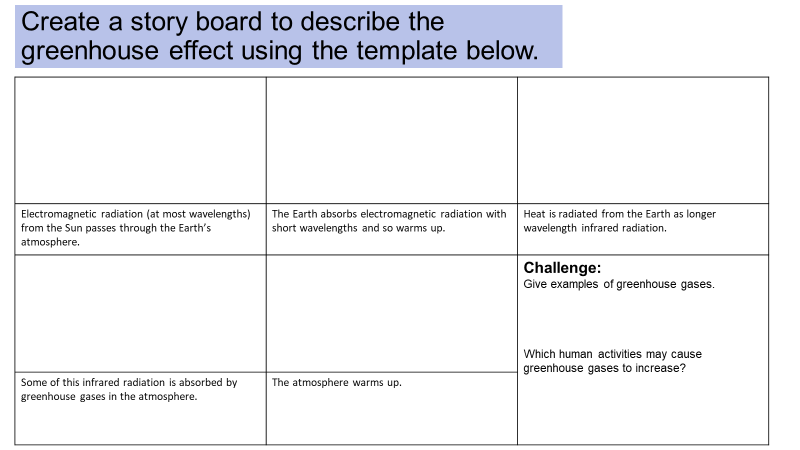 Create a story board to describe the
greenhouse effect using the template below.
Electromagnetic radiation (at most wavelengths)
from the Sun passes through the Earth's
atmosphere.
The Earth absorbs electromagnetic radiation with
short wavelengths and so warms up.
Heat is radiated from the Earth as longer
wavelength infrared radiation.
Some of this infrared radiation is absorbed by
greenhouse gases in the atmosphere.
The atmosphere warms up.
Challenge:
Give examples of greenhouse gases.
Which human activities may cause
greenhouse gases to increase?